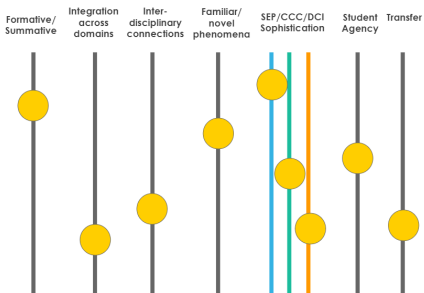 Formative/
Summative
Integration
across
domains
Inter-
disciplinary
connections
Familiar/
novel
phenomena
SEP/CCC/DCI
Sophistication
Student
Agency
Transfer